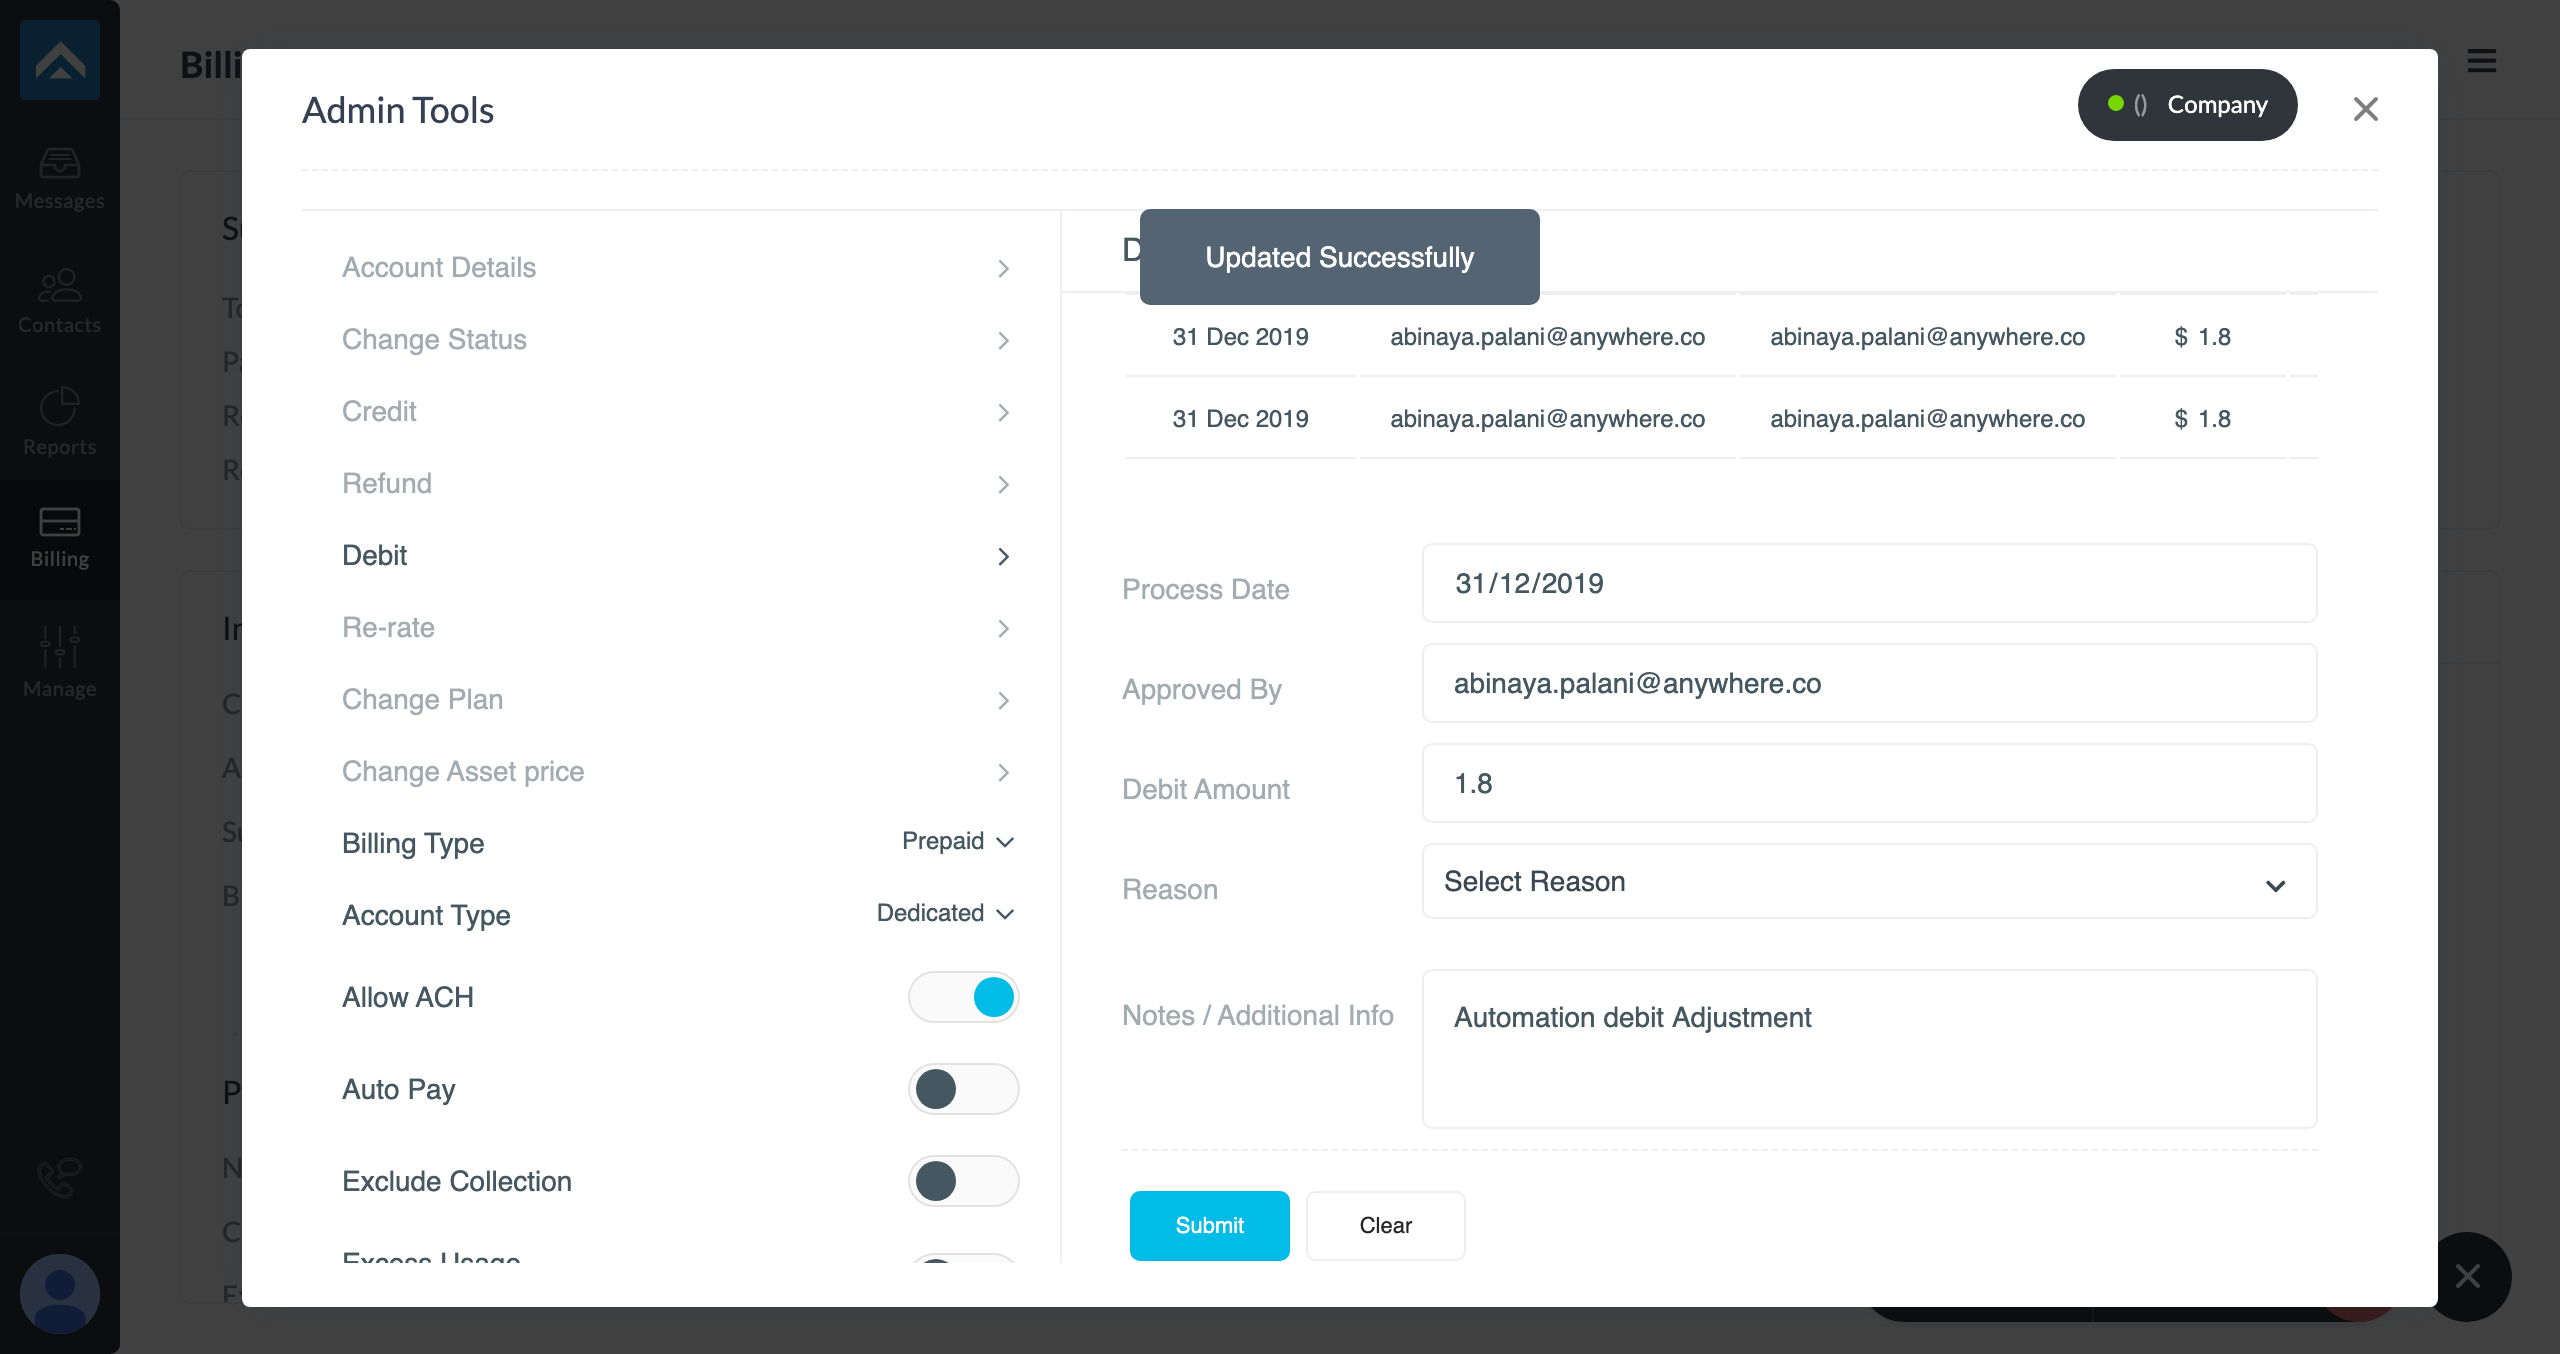 Messages
Contacts
Reports
Billing
Manage
Admin Tools
() Company
Updated Successfully
Account Details
Change Status
Credit
Refund
Debit
Re-rate
Change Plan
Change Asset price
Billing Type Prepaid
Account Type Dedicated
Allow ACH
Auto Pay
Exclude Collection
Excess Usage
31 Dec 2019 abinaya.palani@anywhere.co abinaya.palani@anywhere.co $ 1.8
31 Dec 2019 abinaya.palani@anywhere.co abinaya.palani@anywhere.co $ 1.8
Process Date 31/12/2019
Approved By abinaya.palani@anywhere.co
Debit Amount 1.8
Reason Select Reason
Notes / Additional Info Automation debit Adjustment
Submit Clear